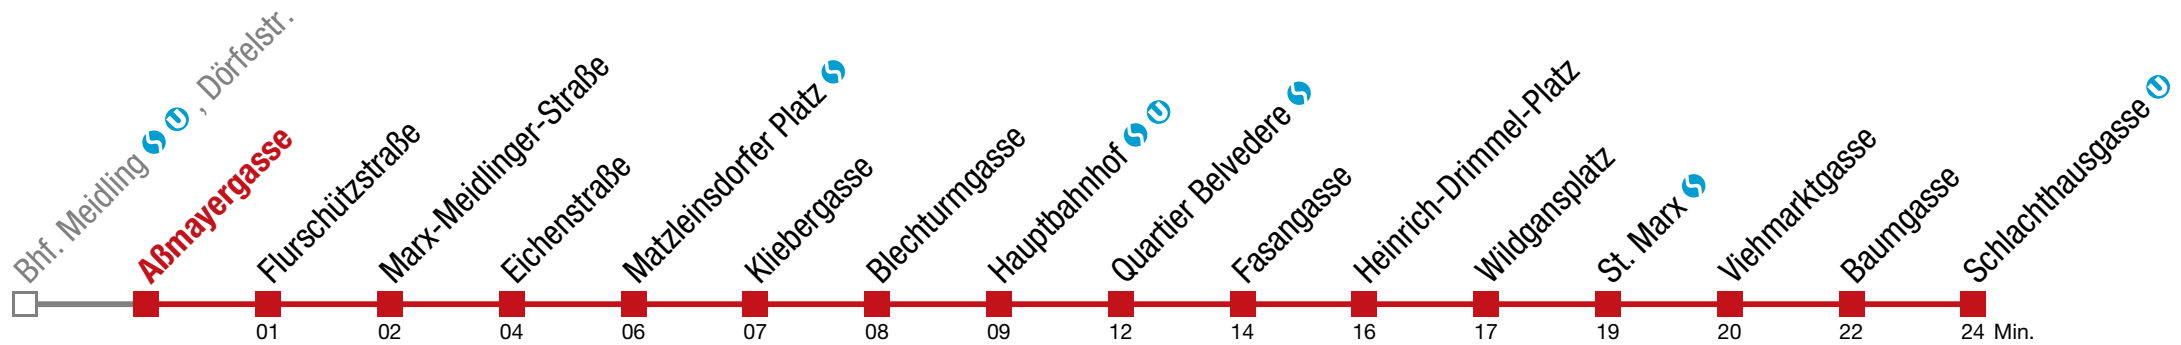 Bhf. Meidling S U , Dörfelstr.
Aßmayergasse
Flurschützstraße
Marx-Meidlinger-Straße
Eichenstraße
Matzleinsdorfer Platz S
Kliebergasse
Blechturmgasse
Hauptbahnhof S U
Quartier Belvedere S
Fasangasse
Heinrich-Drimmel-Platz
Wildgansplatz
St. Marx S
Viehmarktgasse
Baumgasse
Schlachthausgasse U
01 02 04 06 07 08 09 12 14 16 17 19 20 22 24 Min.